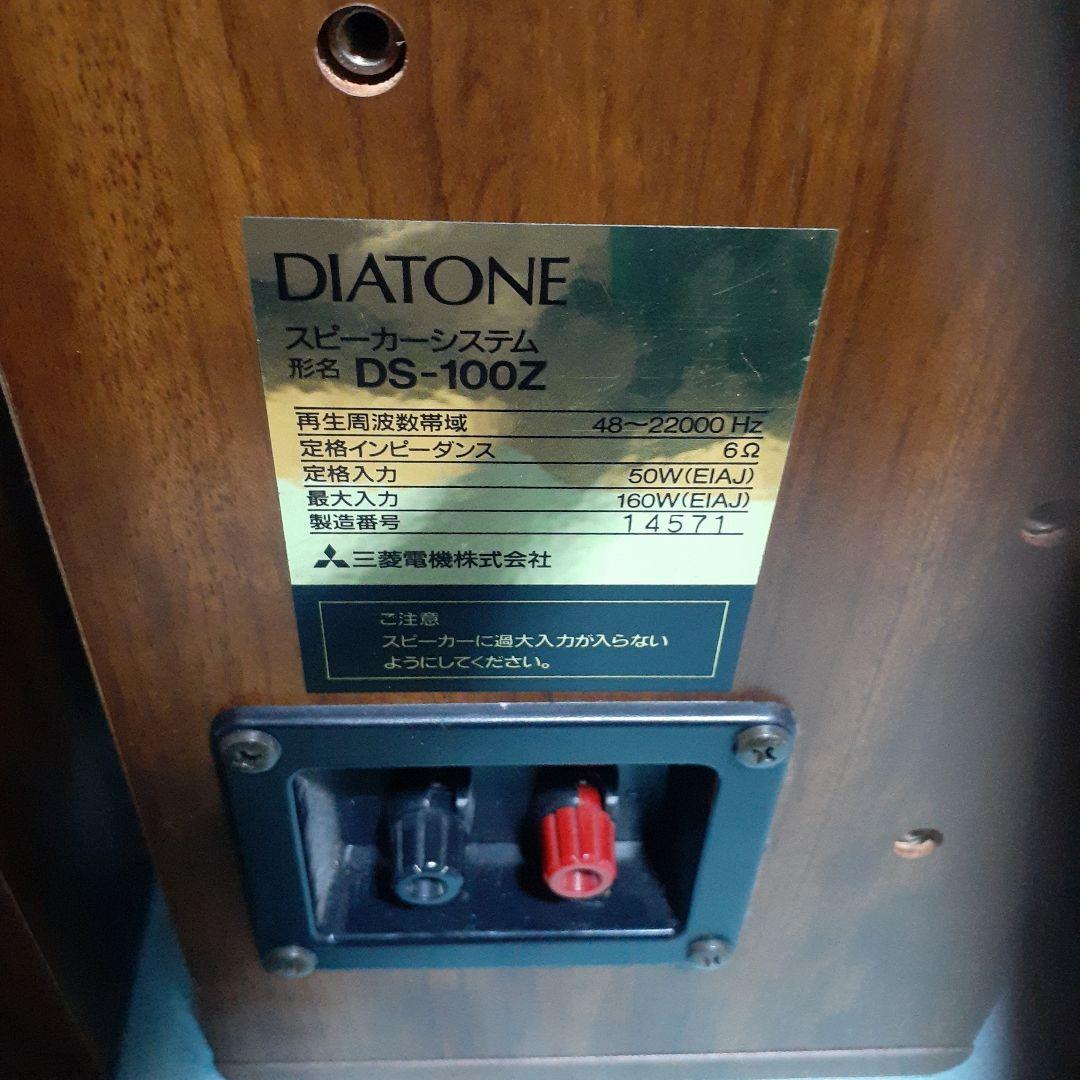 DIATONE
スピーカーシステム
形名 DS-100Z
再生周波数帯域 48～22000 Hz
定格インピーダンス 6Ω
定格入力 50W(EIAJ)
最大入力 160W(EIAJ)
製造番号 14571
三菱電機株式会社
ご注意
スピーカーに過大入力が入らない
ようにしてください。